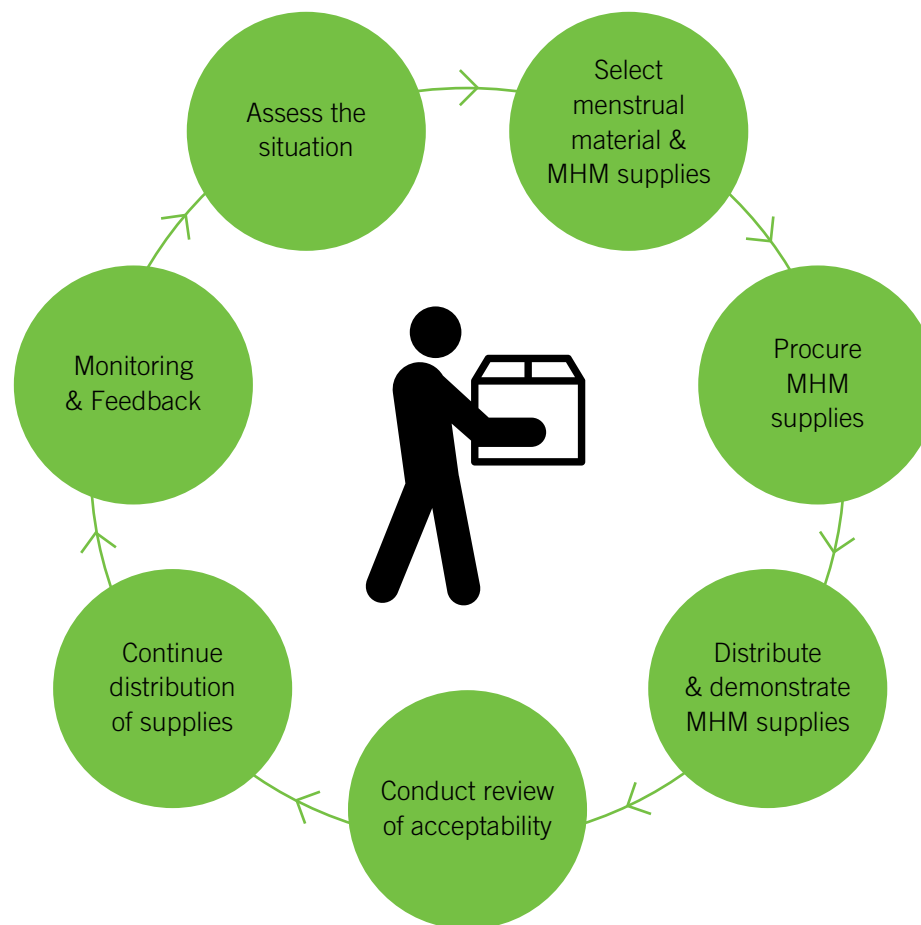 Assess the
situation
Select
menstrual
material &
MHM supplies
Procure
MHM
supplies
Distribute
& demonstrate
MHM supplies
Conduct review
of acceptability
Continue
distribution
of supplies
Monitoring
& Feedback